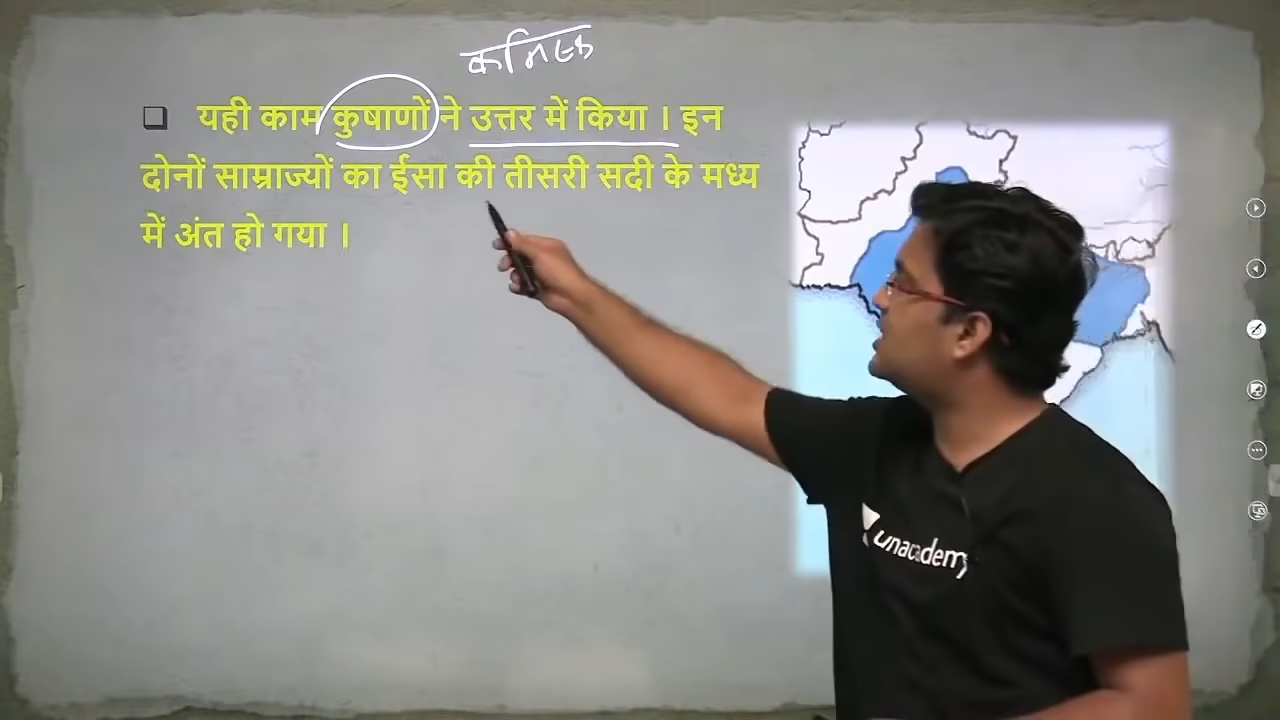 कनिष्क
यही काम कुषाणों ने उत्तर में किया । इन
दोनों साम्राज्यों का ईसा की तीसरी सदी के मध्य
में अंत हो गया ।
unacademy